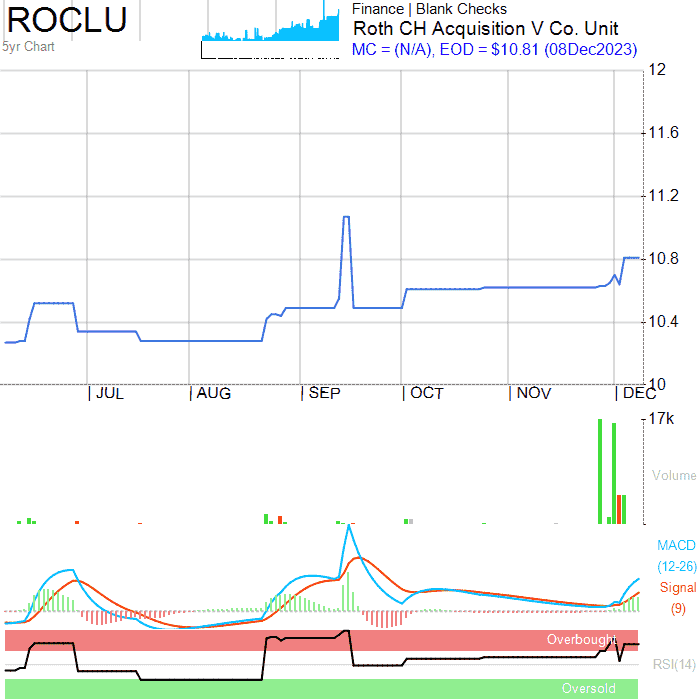 ROCLU
5yr Chart
Finance | Blank Checks
Roth CH Acquisition V Co. Unit
MC = (N/A), EOD = $10.81 (08Dec2023)
12
11.6
11.2
10.8
10.4
10
JUL AUG SEP OCT NOV DEC
17k
Volume
MACD
(12-26)
Signal
(9)
Overbought
RSI(14)
Oversold